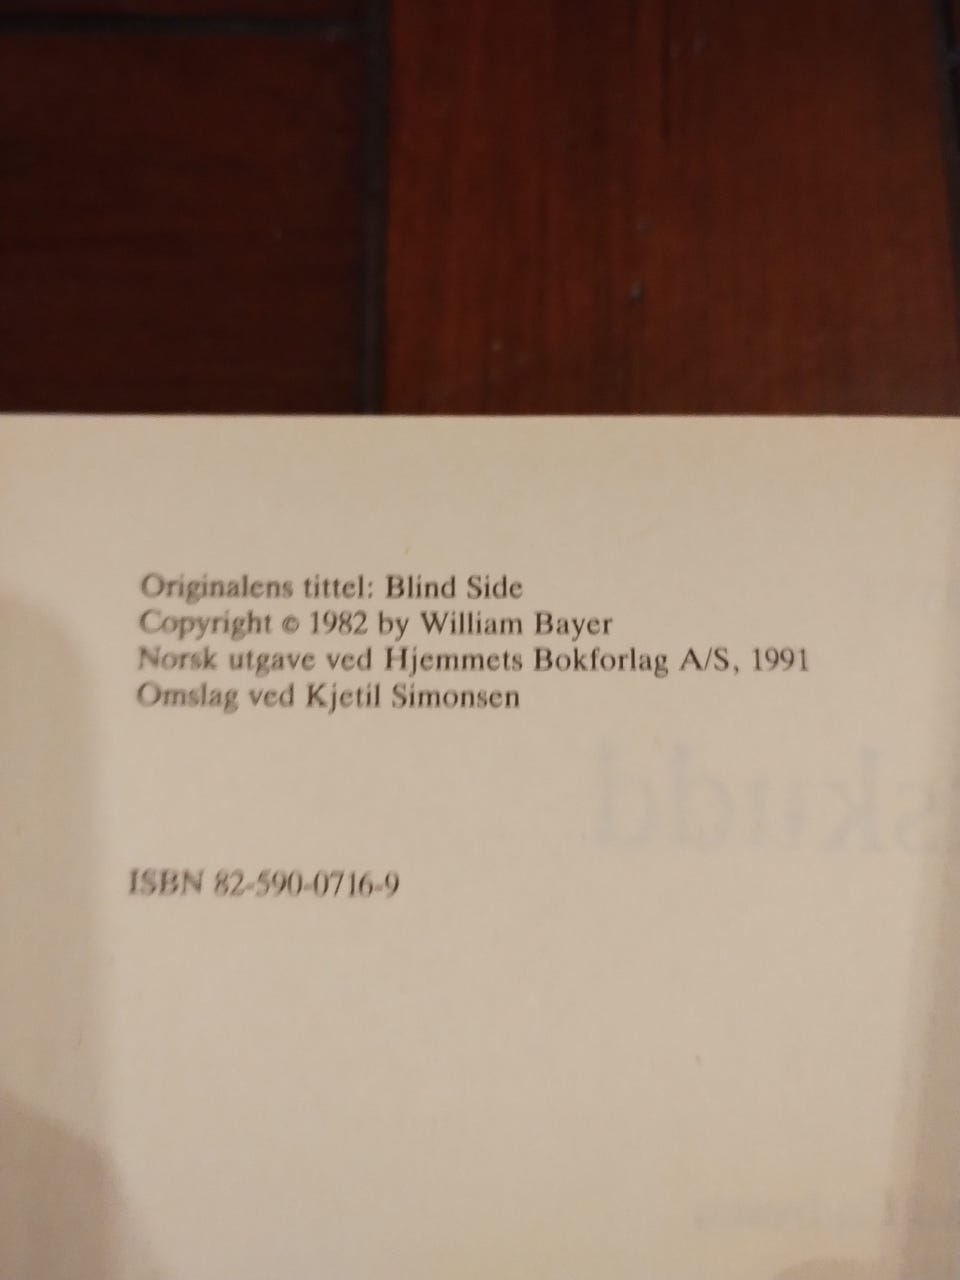 Originalens tittel: Blind Side
Copyright © 1982 by William Bayer
Norsk utgave ved Hjemmets Bokforlag A/S, 1991
Omslag ved Kjetil Simonsen
skudd
ISBN 82-590-0716-9